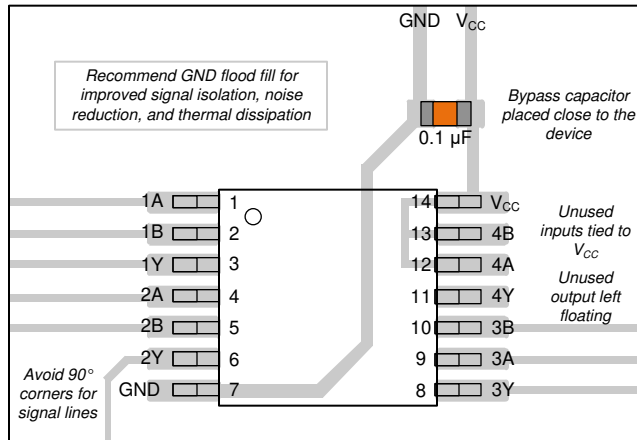 GND VCC
Recommend GND flood fill for
improved signal isolation, noise
reduction, and thermal dissipation
Bypass capacitor
placed close to the
device
0.1 µF
1A 1 14 VCC
1B 2 13 4B
1Y 3 12 4A
2A 4 11 4Y
2B 5 10 3B
2Y 6 9 3A
GND 7 8 3Y
Unused
inputs tied to
VCC
Unused
output left
floating
Avoid 90°
corners for
signal lines